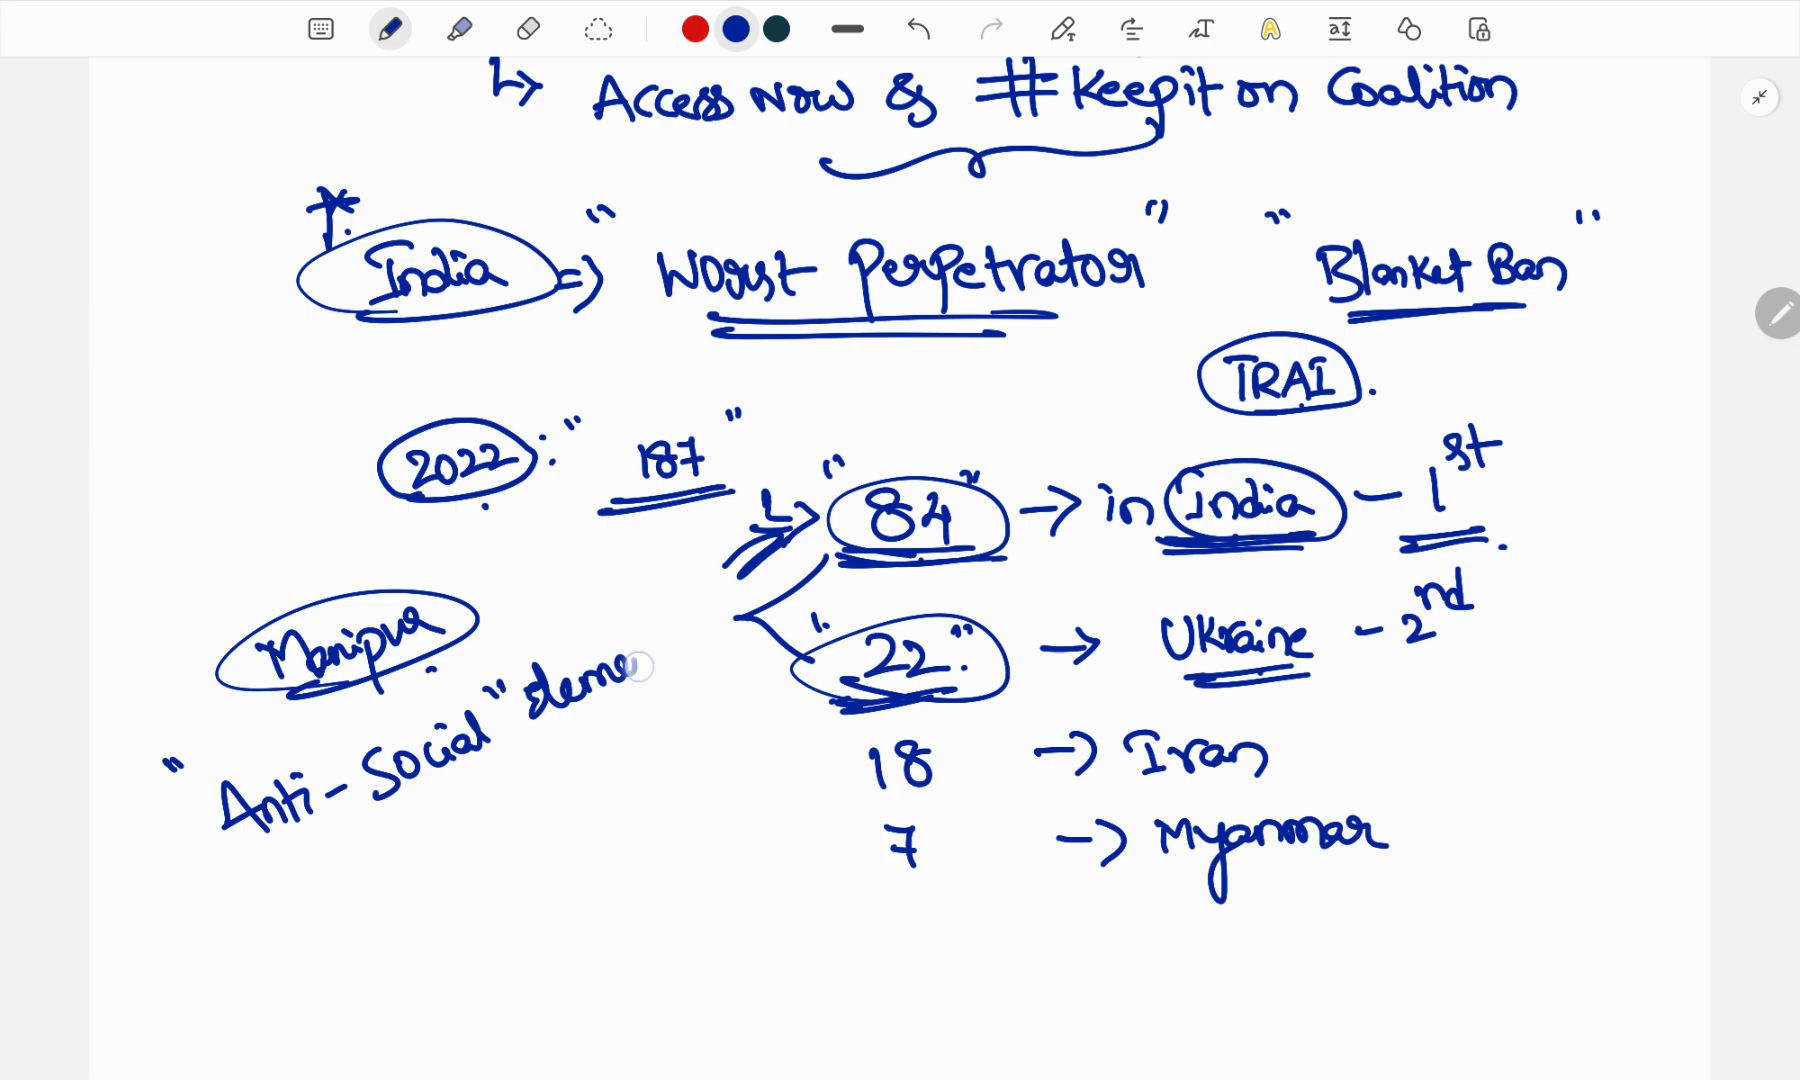 ↳ Access Now & #Keepit on Coalition
* India => "Worst Perpetrator" "Blanket Ban"
TRAI.
2022 : "187"
↳ "84" → in India - 1st
"22" → Ukraine - 2nd
18 → Iran
7 → Myanmar
Manipur
"Anti-Social" demo